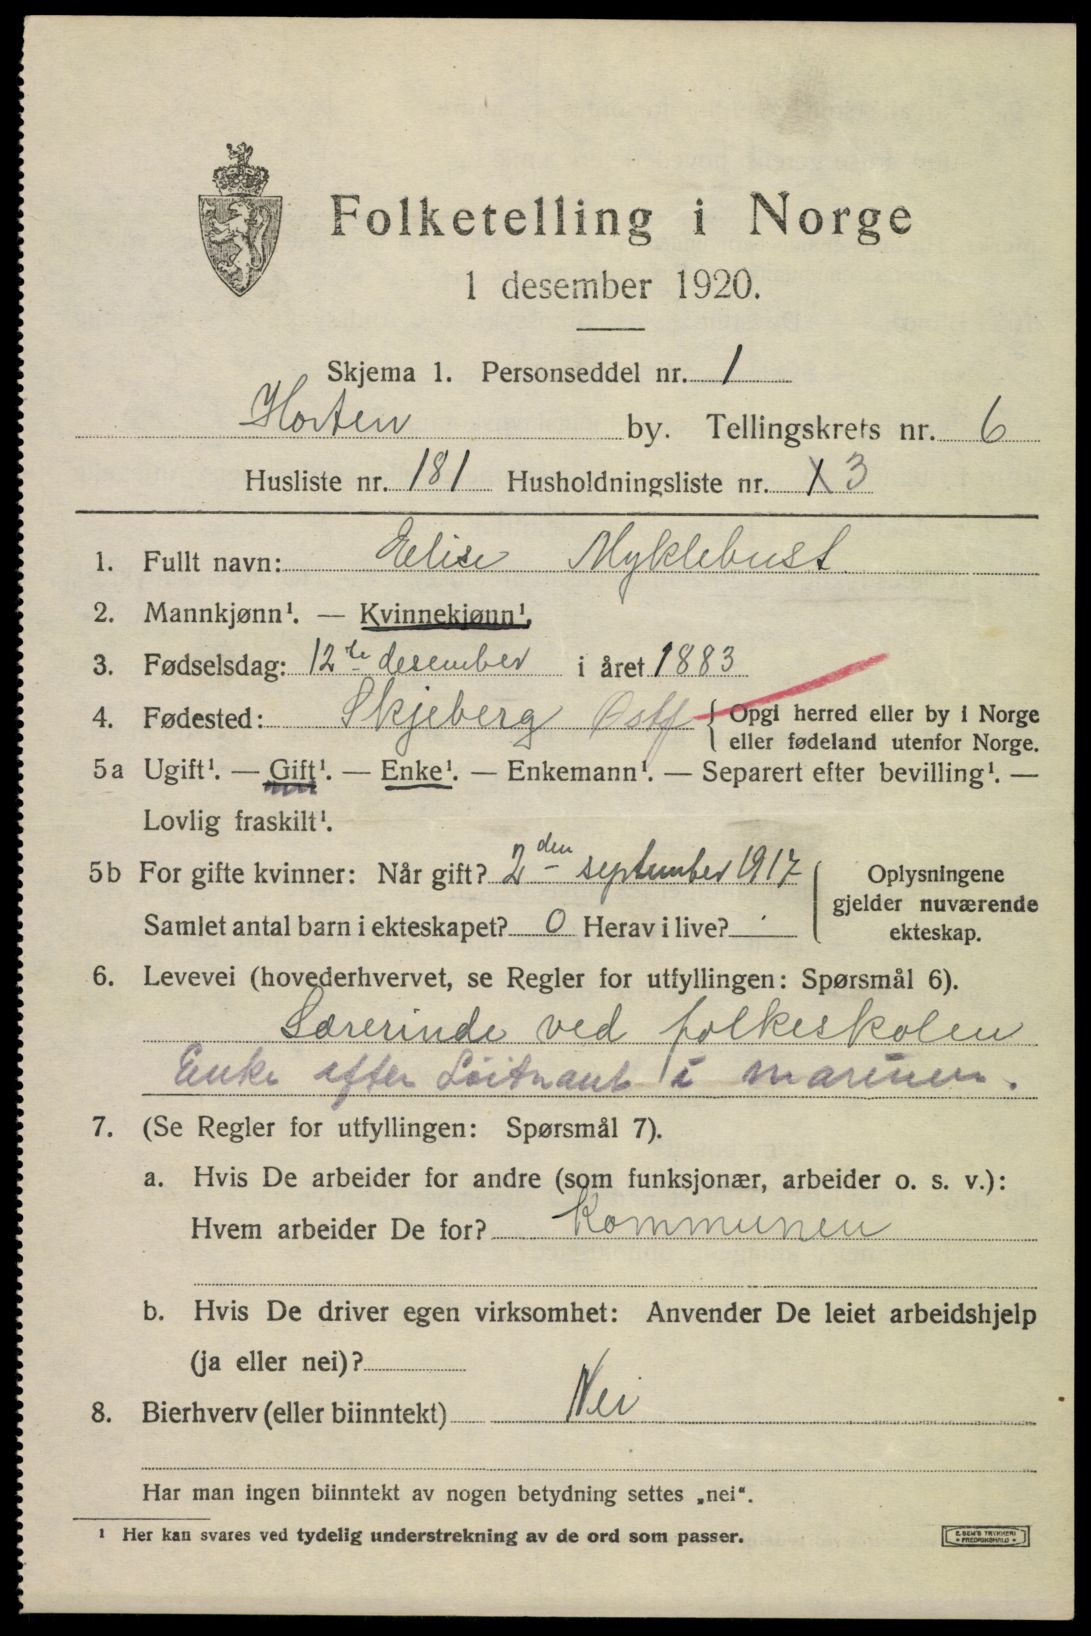 Folketelling i Norge
1 desember 1920.
Skjema 1. Personseddel nr. 1
Horten by. Tellingskrets nr. 6
Husliste nr. 181 Husholdningsliste nr. X 3
1. Fullt navn: Elise Myklebust
2. Mannkjønn¹. — Kvinnekjønn¹.
3. Fødselsdag: 12te desember i året 1883
4. Fødested: Skjeberg Østf { Opgi herred eller by i Norge
eller fødeland utenfor Norge.
5a Ugift¹. — Gift¹. — Enke¹. — Enkemann¹. — Separert efter bevilling¹. —
Lovlig fraskilt¹.
5b For gifte kvinner: Når gift? 2den september 1917
Samlet antal barn i ekteskapet? 0 Herav i live? .
Oplysningene
gjelder nuværende
ekteskap.
6. Levevei (hovederhvervet, se Regler for utfyllingen: Spørsmål 6).
Lærerinde ved folkeskolen
Enke efter Löitnant i marinen.
7. (Se Regler for utfyllingen: Spørsmål 7).
a. Hvis De arbeider for andre (som funksjonær, arbeider o. s. v.):
Hvem arbeider De for? Kommunen
b. Hvis De driver egen virksomhet: Anvender De leiet arbeidshjelp
(ja eller nei)?
8. Bierhverv (eller biinntekt) Nei
Har man ingen biinntekt av nogen betydning settes „nei".
¹ Her kan svares ved tydelig understrekning av de ord som passer.
E. SEM'S TRYKKERI
FREDRIKSHALD